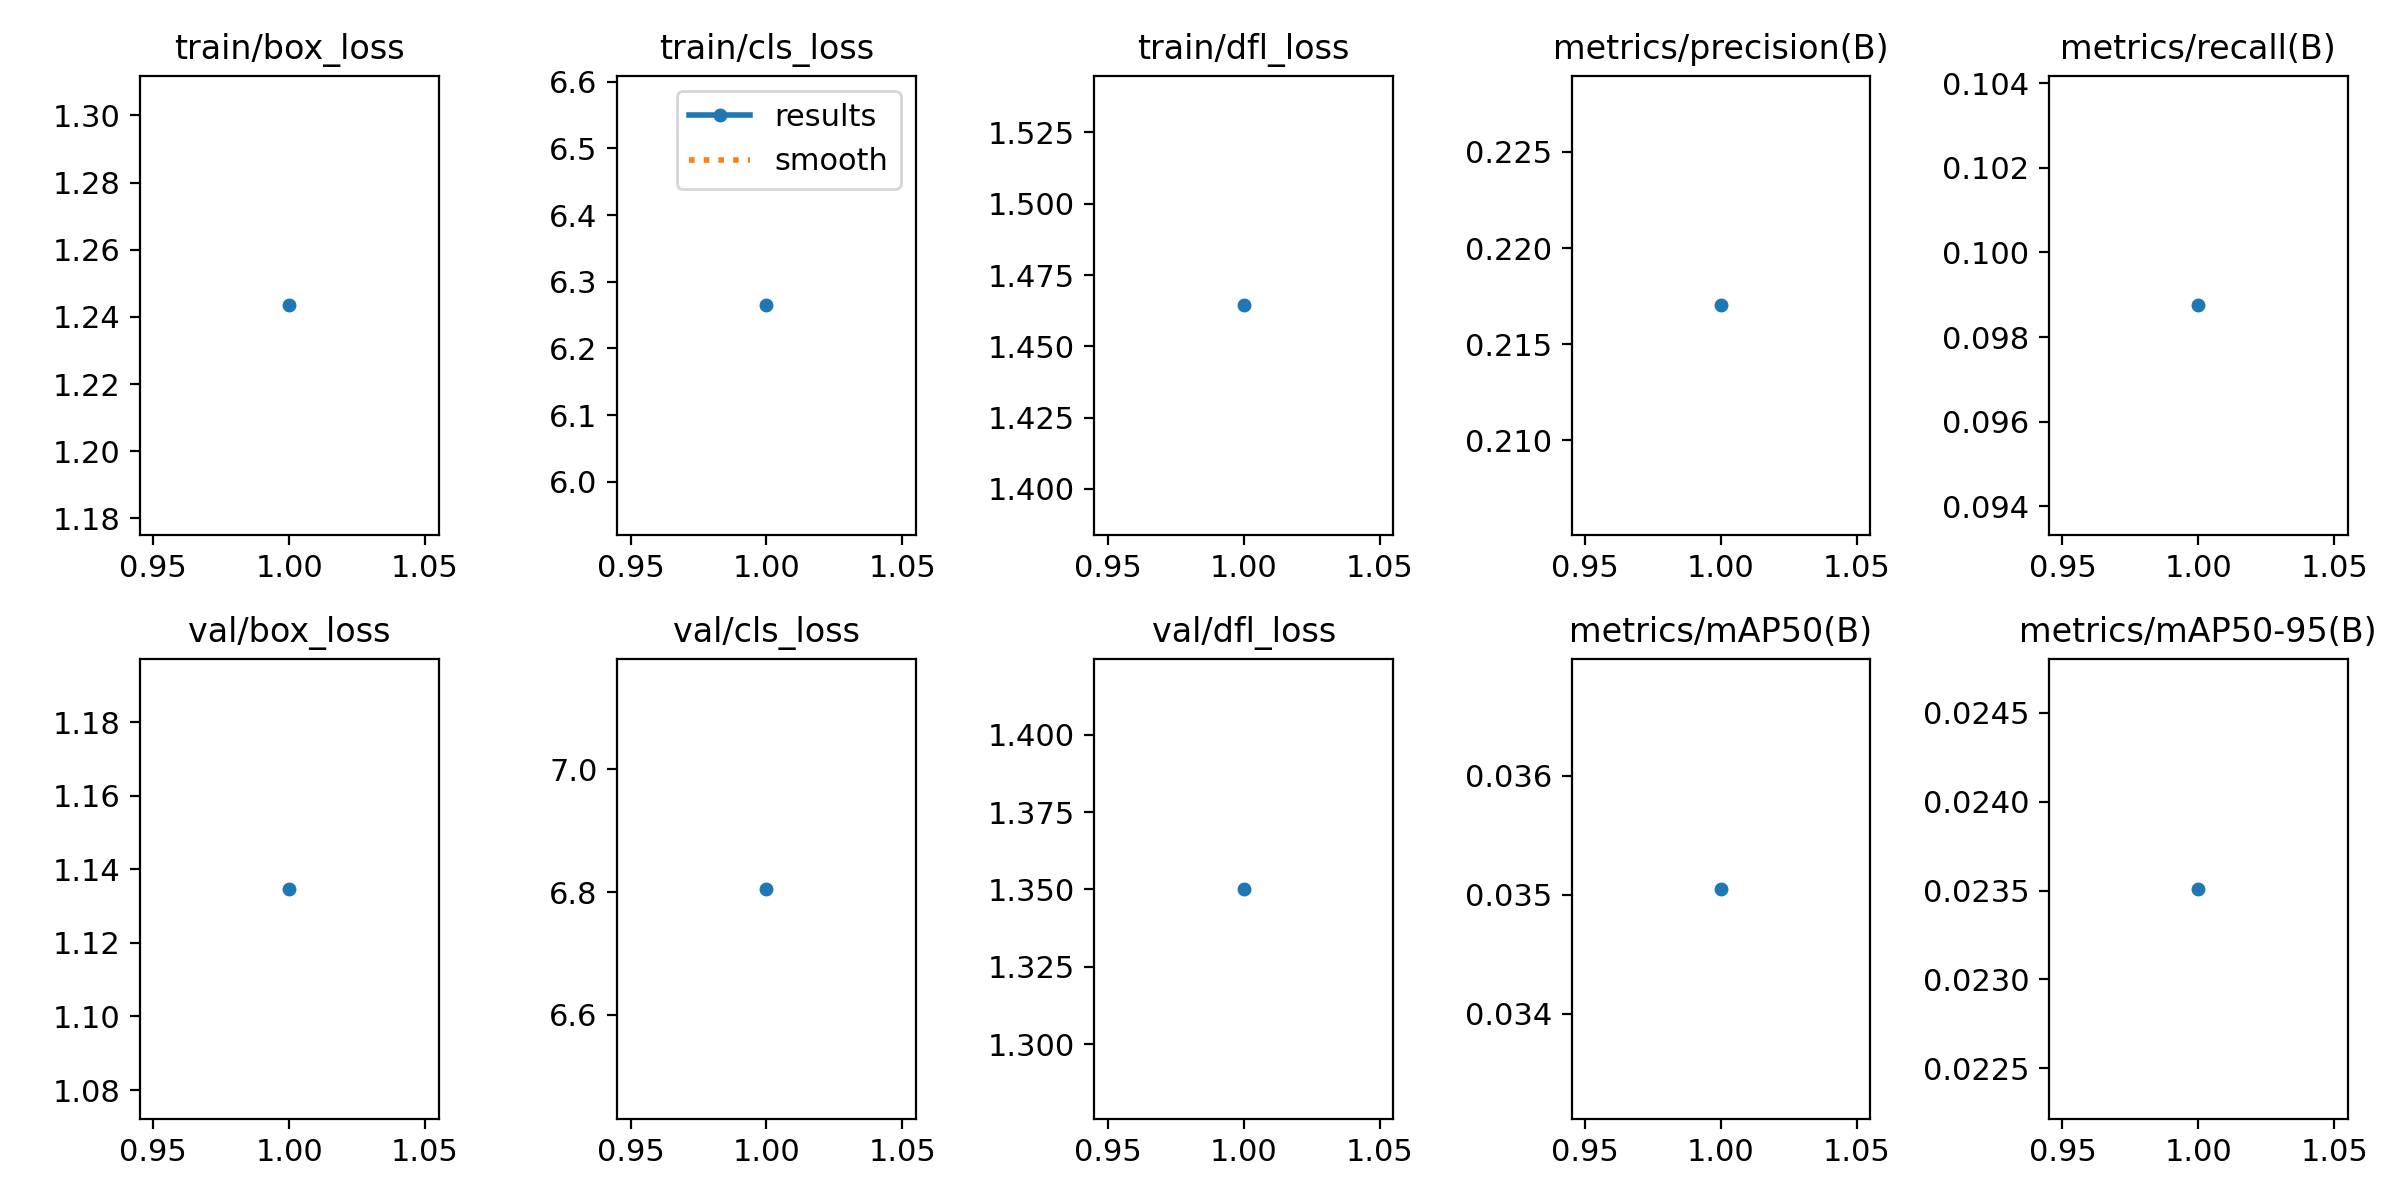 train/box_loss
1.30
1.28
1.26
1.24
1.22
1.20
1.18
0.95 1.00 1.05
train/cls_loss
results
smooth
6.6
6.5
6.4
6.3
6.2
6.1
6.0
0.95 1.00 1.05
train/dfl_loss
1.525
1.500
1.475
1.450
1.425
1.400
0.95 1.00 1.05
metrics/precision(B)
0.225
0.220
0.215
0.210
0.95 1.00 1.05
metrics/recall(B)
0.104
0.102
0.100
0.098
0.096
0.094
0.95 1.00 1.05
val/box_loss
1.18
1.16
1.14
1.12
1.10
1.08
0.95 1.00 1.05
val/cls_loss
7.0
6.8
6.6
0.95 1.00 1.05
val/dfl_loss
1.400
1.375
1.350
1.325
1.300
0.95 1.00 1.05
metrics/mAP50(B)
0.036
0.035
0.034
0.95 1.00 1.05
metrics/mAP50-95(B)
0.0245
0.0240
0.0235
0.0230
0.0225
0.95 1.00 1.05